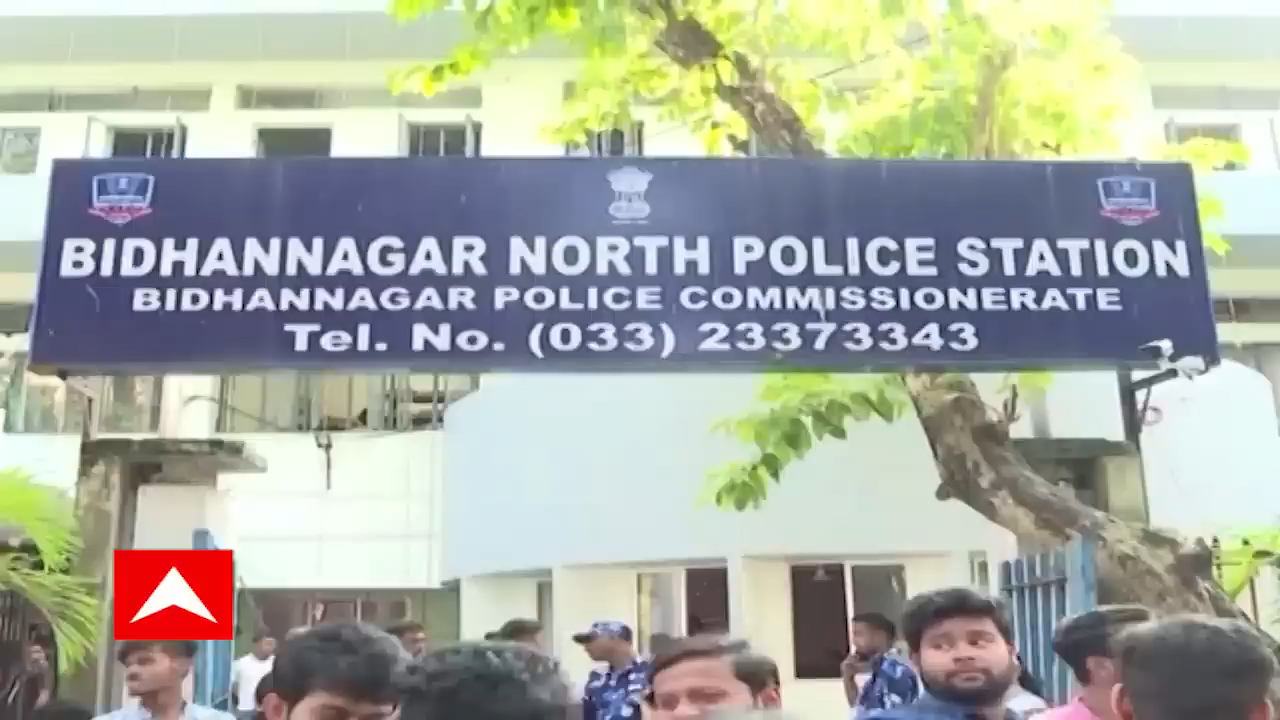 BIDHANNAGAR NORTH POLICE STATION
BIDHANNAGAR POLICE COMMISSIONERATE
Tel. No. (033) 23373343